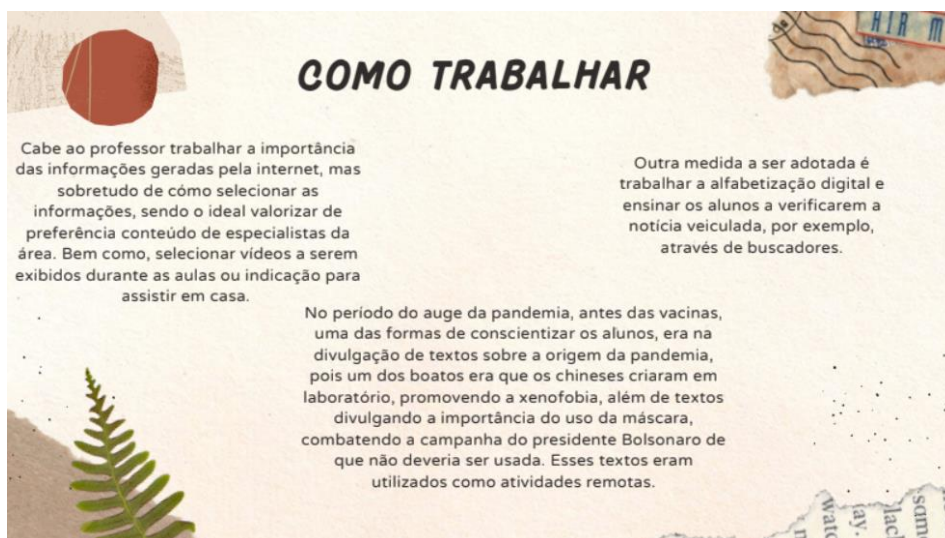 AIR M
COMO TRABALHAR
Cabe ao professor trabalhar a importância
das informações geradas pela internet, mas
sobretudo de cómo selecionar as
informações, sendo o ideal valorizar de
preferência conteúdo de especialistas da
área. Bem como, selecionar vídeos a serem
exibidos durante as aulas ou indicação para
assistir em casa.
Outra medida a ser adotada é
trabalhar a alfabetização digital e
ensinar os alunos a verificarem a
notícia veiculada, por exemplo,
através de buscadores.
No período do auge da pandemia, antes das vacinas,
uma das formas de conscientizar os alunos, era na
divulgação de textos sobre a origem da pandemia,
pois um dos boatos era que os chineses criaram em
laboratório, promovendo a xenofobia, além de textos
divulgando a importância do uso da máscara,
combatendo a campanha do presidente Bolsonaro de
que não deveria ser usada. Esses textos eram
utilizados como atividades remotas.